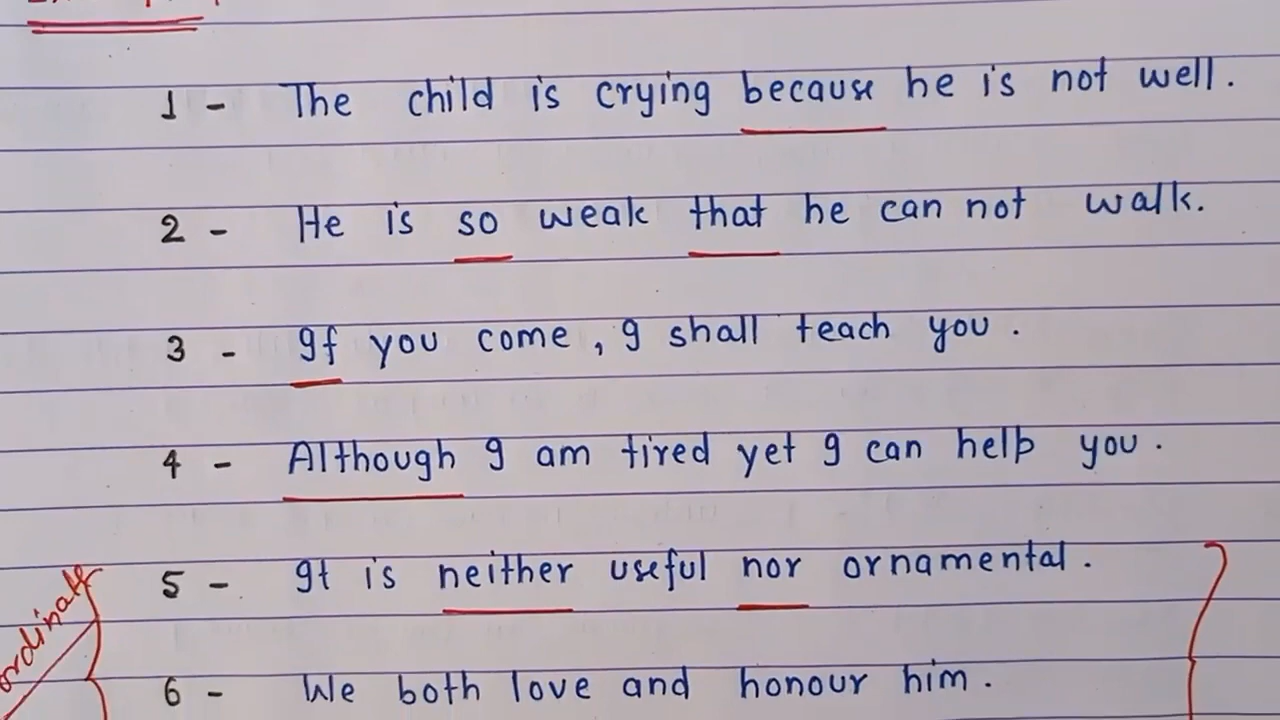 1 - The child is crying because he is not well.
2 - He is so weak that he can not walk.
3 - If you come, I shall teach you.
4 - Although I am tired yet I can help you.
5 - It is neither useful nor ornamental.
6 - We both love and honour him.